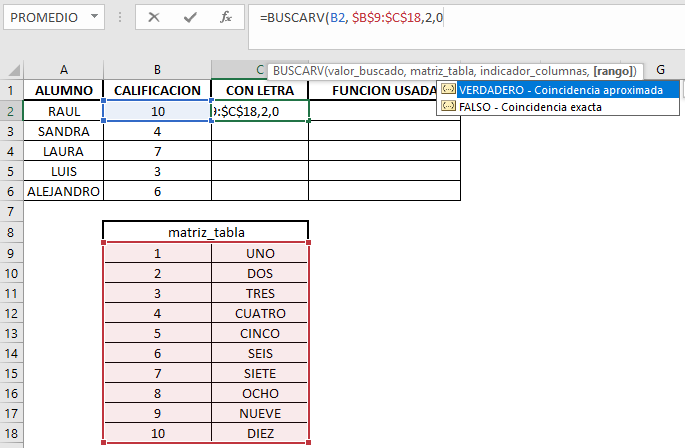 PROMEDIO =BUSCARV(B2, $B$9:$C$18,2,0
BUSCARV(valor_buscado, matriz_tabla, indicador_columnas, [rango])
A B C G
1 ALUMNO CALIFICACION CON LETRA FUNCION USADA
VERDADERO - Coincidencia aproximada
2 RAUL 10 9:$C$18,2,0
FALSO - Coincidencia exacta
3 SANDRA 4
4 LAURA 7
5 LUIS 3
6 ALEJANDRO 6
7
8 matriz_tabla
9 1 UNO
10 2 DOS
11 3 TRES
12 4 CUATRO
13 5 CINCO
14 6 SEIS
15 7 SIETE
16 8 OCHO
17 9 NUEVE
18 10 DIEZ